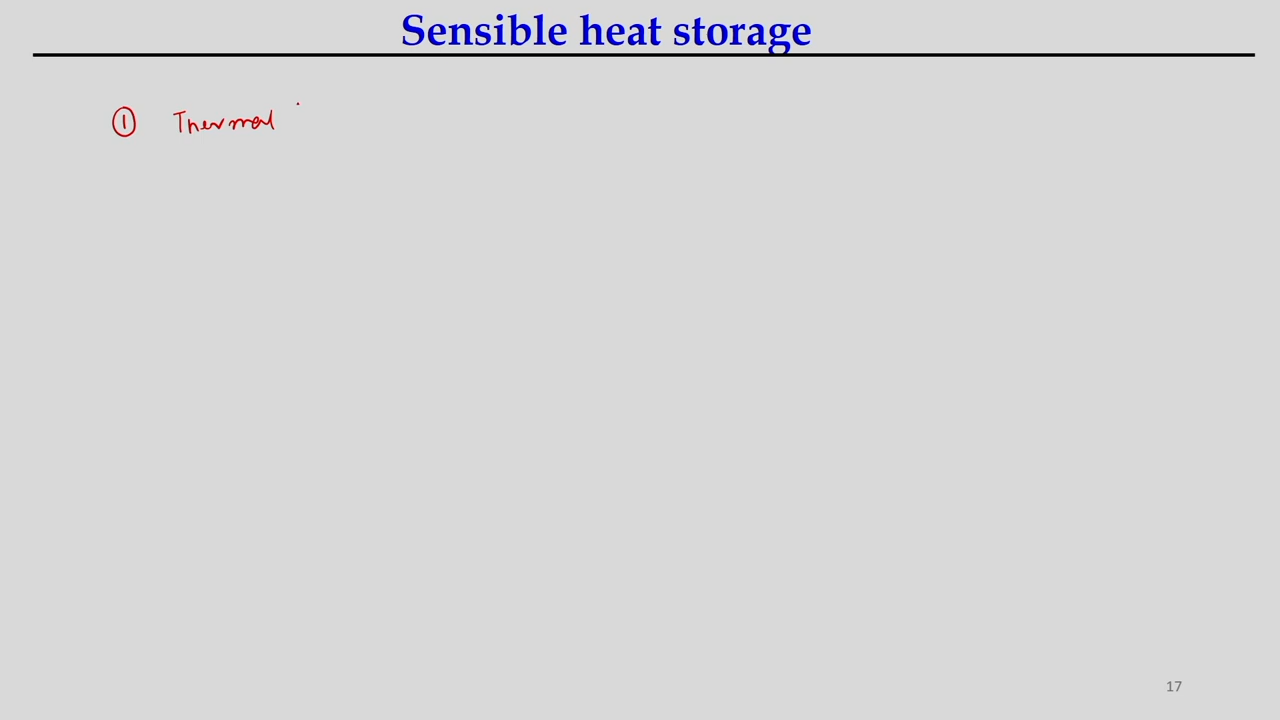 Sensible heat storage
① Thermal
17